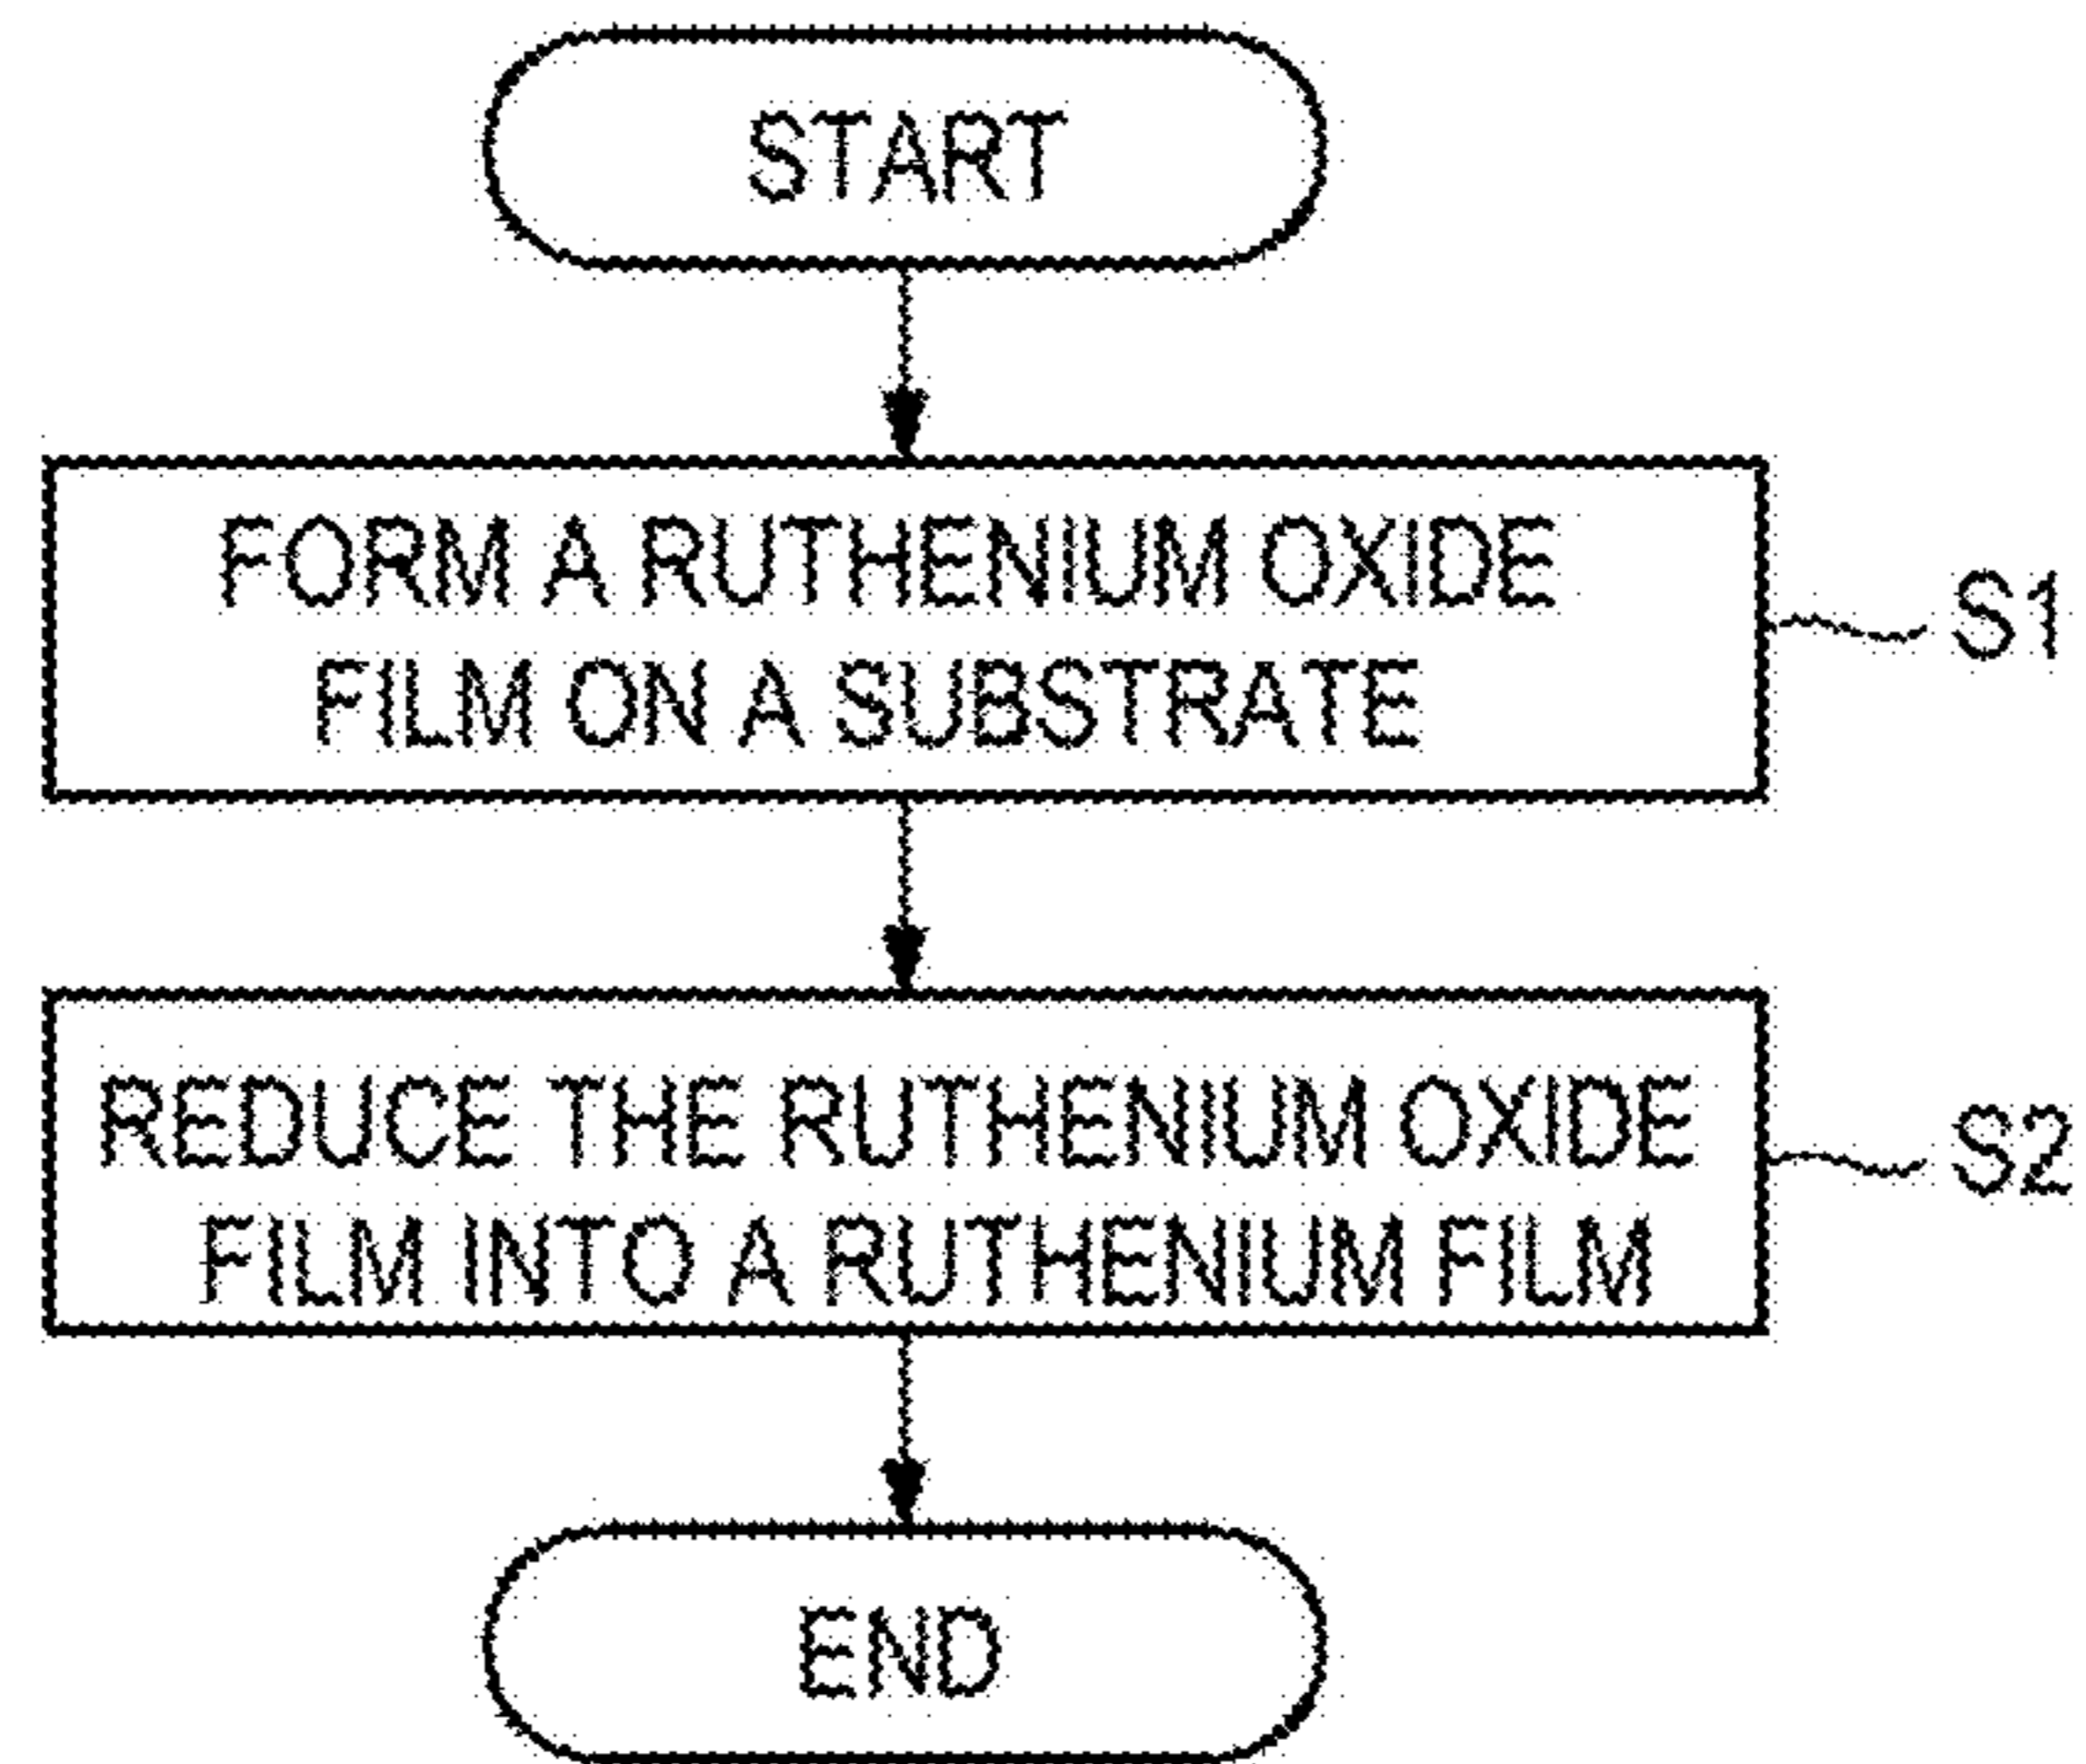 START
FORM A RUTHENIUM OXIDE
FILM ON A SUBSTRATE
S1
REDUCE THE RUTHENIUM OXIDE
FILM INTO A RUTHENIUM FILM
S2
END